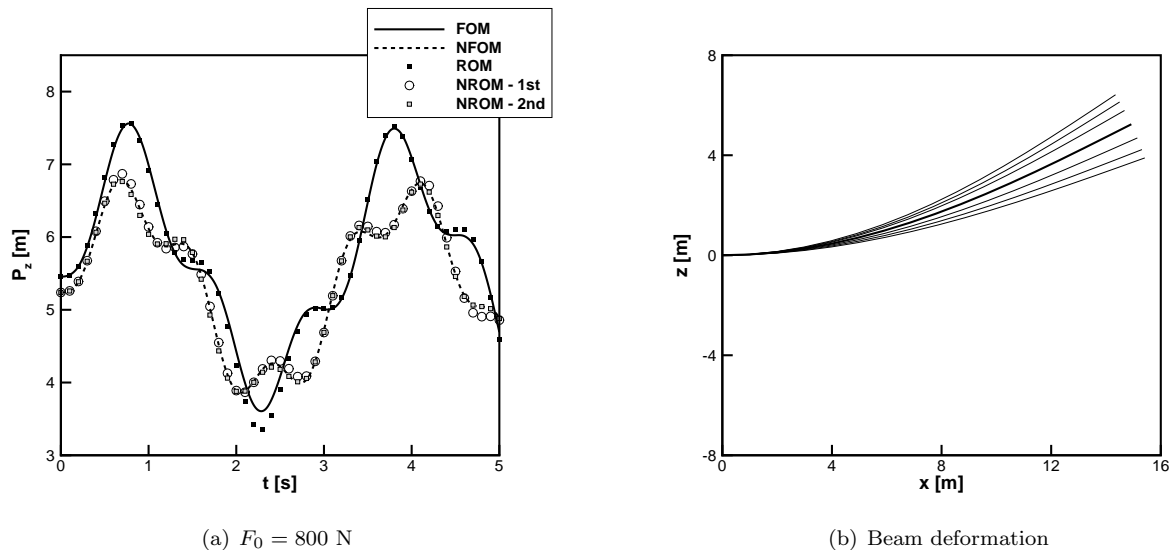 FOM
NFOM
ROM
NROM - 1st
NROM - 2nd
8
7
6
5
4
3
P_z [m]
0
1
2
3
4
5
t [s]
8
4
0
-4
-8
z [m]
0
4
8
12
16
x [m]
(a) F₀ = 800 N
(b) Beam deformation